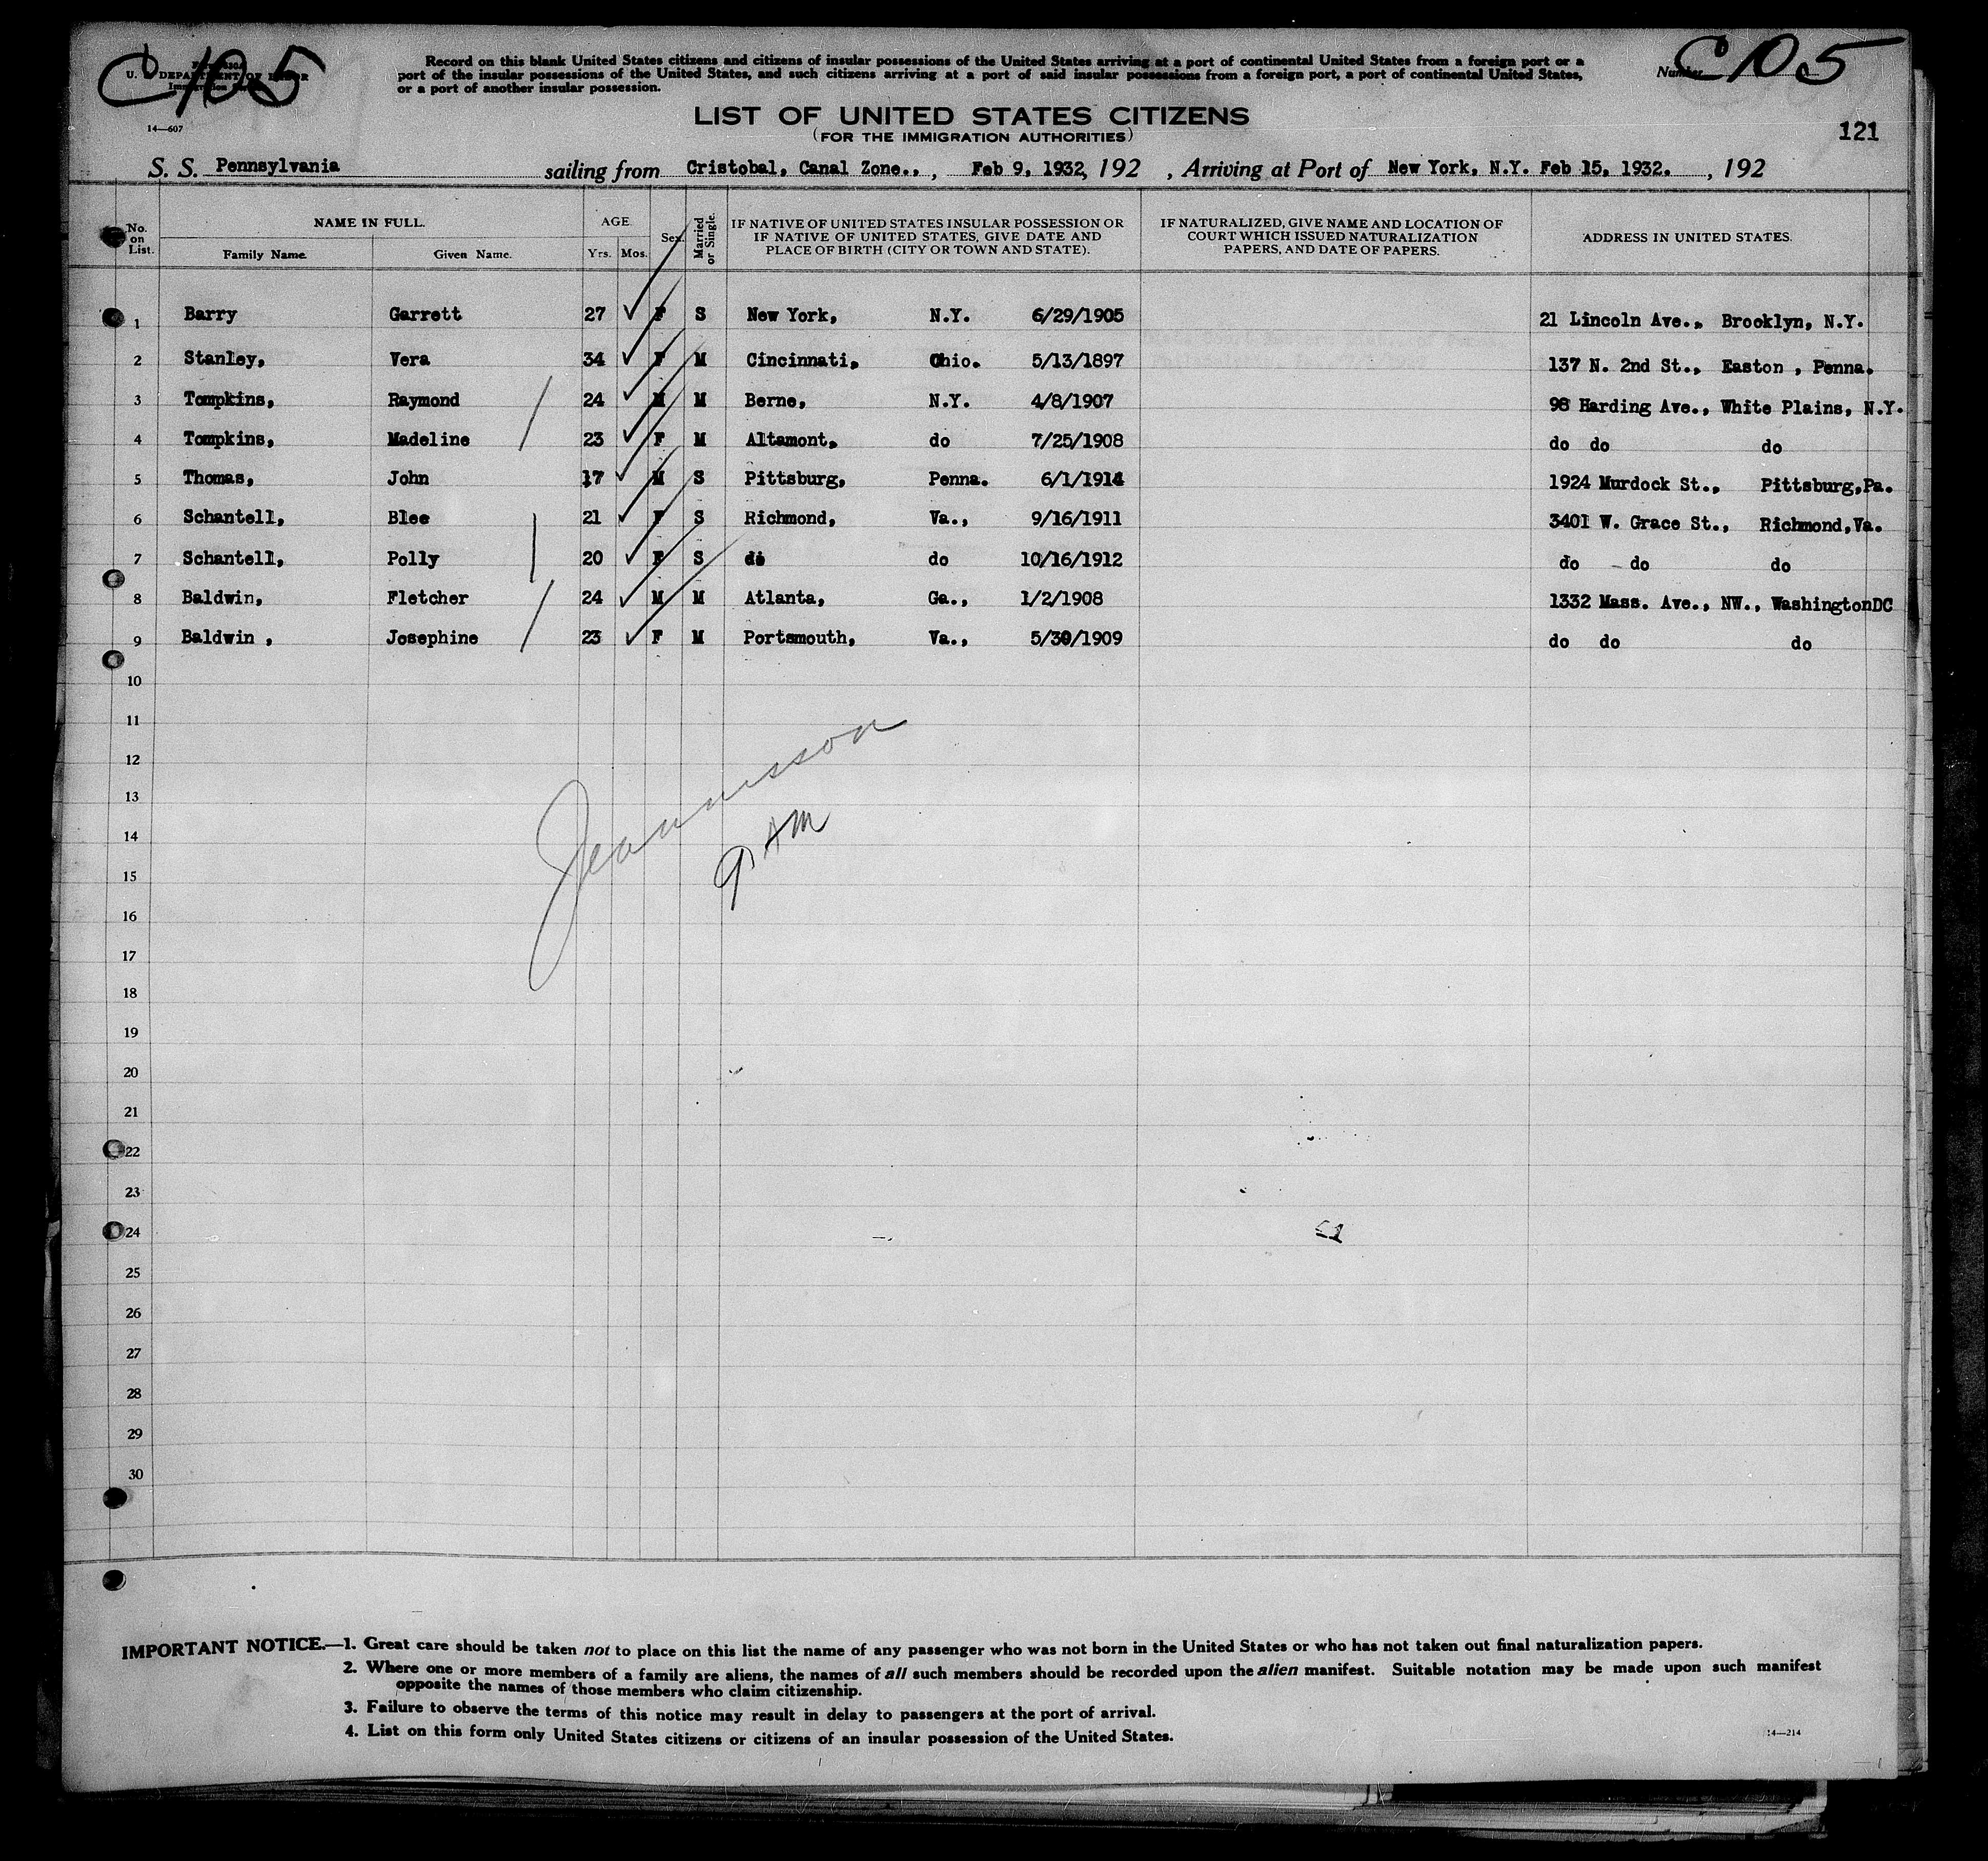 C 105
U. S. DEPARTMENT OF LABOR
14—607
Record on this blank United States citizens and citizens of insular possessions of the United States arriving at a port of continental United States from a foreign port or a
port of the insular possessions of the United States, and such citizens arriving at a port of said insular possessions from a foreign port, a port of continental United States,
or a port of another insular possession.
Number C 105
LIST OF UNITED STATES CITIZENS
(FOR THE IMMIGRATION AUTHORITIES)
121
S. S. Pennsylvania sailing from Cristobal, Canal Zone., , Feb 9, 1932, 192 , Arriving at Port of New York, N.Y. Feb 15, 1932. , 192
No. on List. NAME IN FULL. Family Name. Given Name. AGE. Yrs. Mos. Sex. Married or Single. IF NATIVE OF UNITED STATES INSULAR POSSESSION OR IF NATIVE OF UNITED STATES, GIVE DATE AND PLACE OF BIRTH (CITY OR TOWN AND STATE). IF NATURALIZED, GIVE NAME AND LOCATION OF COURT WHICH ISSUED NATURALIZATION PAPERS, AND DATE OF PAPERS. ADDRESS IN UNITED STATES.
1 Barry Garrett 27 F S New York, N.Y. 6/29/1905 21 Lincoln Ave., Brooklyn, N.Y.
2 Stanley, Vera 34 F M Cincinnati, Ohio. 5/13/1897 137 N. 2nd St., Easton , Penna.
3 Tompkins, Raymond 24 M M Berne, N.Y. 4/8/1907 98 Harding Ave., White Plains, N.Y.
4 Tompkins, Madeline 23 F M Altamont, do 7/25/1908 do do do
5 Thomas, John 17 M S Pittsburg, Penna. 6/1/1914 1924 Murdock St., Pittsburg,Pa.
6 Schantell, Blee 21 F S Richmond, Va., 9/16/1911 3401 W. Grace St., Richmond,Va.
7 Schantell, Polly 20 F S do do 10/16/1912 do do do
8 Baldwin, Fletcher 24 M M Atlanta, Ga., 1/2/1908 1332 Mass. Ave., NW., WashingtonDC
9 Baldwin , Josephine 23 F M Portsmouth, Va., 5/30/1909 do do do
10
11
12
13
14
15
16
17
18
19
20
21
22
23
24
25
26
27
28
29
30
9 AM
IMPORTANT NOTICE.—1. Great care should be taken not to place on this list the name of any passenger who was not born in the United States or who has not taken out final naturalization papers.
2. Where one or more members of a family are aliens, the names of all such members should be recorded upon the alien manifest. Suitable notation may be made upon such manifest
opposite the names of those members who claim citizenship.
3. Failure to observe the terms of this notice may result in delay to passengers at the port of arrival.
4. List on this form only United States citizens or citizens of an insular possession of the United States.
14—214